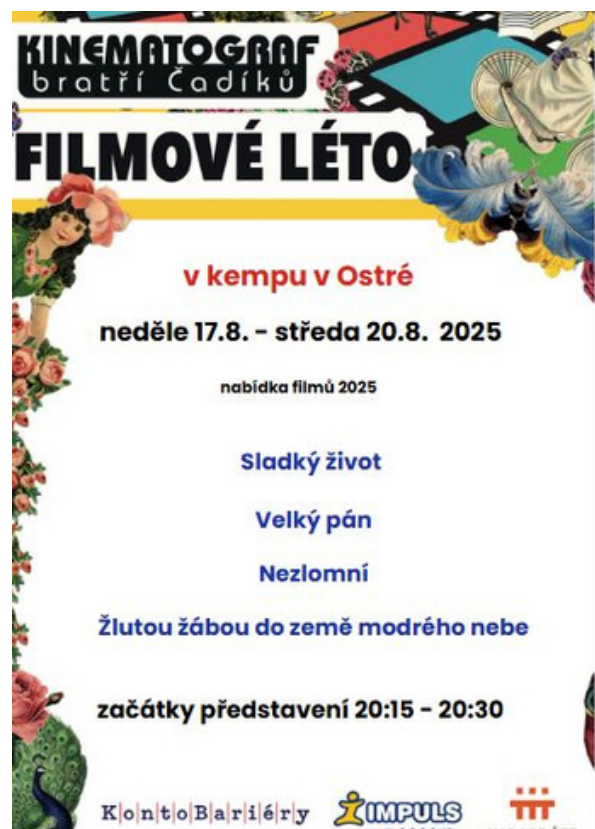 KINEMATOGRAF
bratří Čadíků
FILMOVÉ LÉTO
v kempu v Ostré
neděle 17.8. - středa 20.8. 2025
nabídka filmů 2025
Sladký život
Velký pán
Nezlomní
Žlutou žábou do země modrého nebe
začátky představení 20:15 - 20:30
KontoBariéry
IMPULS